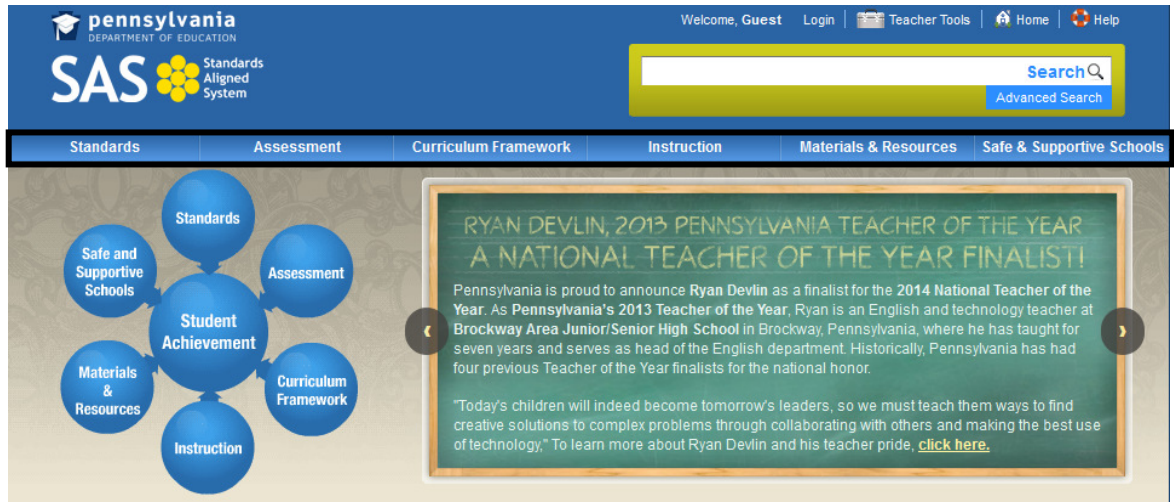 pennsylvania
DEPARTMENT OF EDUCATION
SAS Standards
Aligned
System
Welcome, Guest Login Teacher Tools Home Help
Search
Advanced Search
Standards Assessment Curriculum Framework Instruction Materials & Resources Safe & Supportive Schools
Standards
Safe and
Supportive
Schools
Assessment
Student
Achievement
Materials
&
Resources
Curriculum
Framework
Instruction
RYAN DEVLIN, 2013 PENNSYLVANIA TEACHER OF THE YEAR
A NATIONAL TEACHER OF THE YEAR FINALIST!
Pennsylvania is proud to announce Ryan Devlin as a finalist for the 2014 National Teacher of the
Year. As Pennsylvania's 2013 Teacher of the Year, Ryan is an English and technology teacher at
Brockway Area Junior/Senior High School in Brockway, Pennsylvania, where he has taught for
seven years and serves as head of the English department. Historically, Pennsylvania has had
four previous Teacher of the Year finalists for the national honor.
"Today's children will indeed become tomorrow's leaders, so we must teach them ways to find
creative solutions to complex problems through collaborating with others and making the best use
of technology," To learn more about Ryan Devlin and his teacher pride, click here.